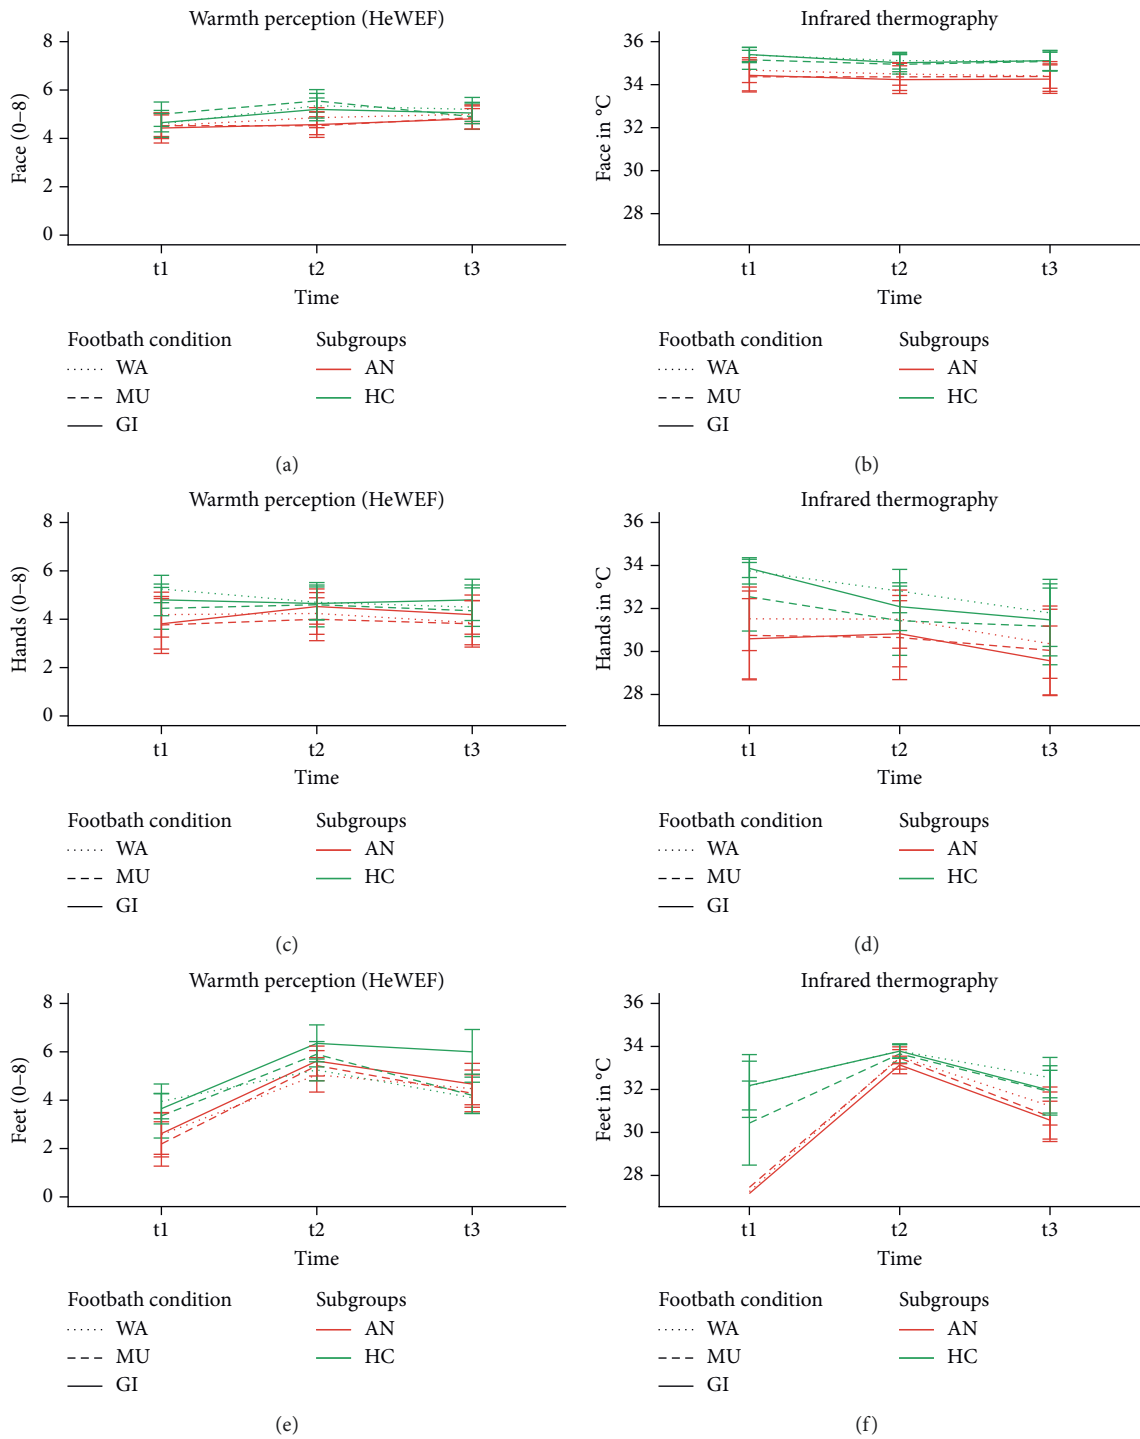 Warmth perception (HeWEF)
8
6
4
2
0
Face (0–8)
t1 t2 t3
Time
Footbath condition Subgroups
WA AN
MU HC
GI
(a)
Infrared thermography
36
34
32
30
28
Face in °C
t1 t2 t3
Time
Footbath condition Subgroups
WA AN
MU HC
GI
(b)
Warmth perception (HeWEF)
8
6
4
2
0
Hands (0–8)
t1 t2 t3
Time
Footbath condition Subgroups
WA AN
MU HC
GI
(c)
Infrared thermography
36
34
32
30
28
Hands in °C
t1 t2 t3
Time
Footbath condition Subgroups
WA AN
MU HC
GI
(d)
Warmth perception (HeWEF)
8
6
4
2
0
Feet (0–8)
t1 t2 t3
Time
Footbath condition Subgroups
WA AN
MU HC
GI
(e)
Infrared thermography
36
34
32
30
28
Feet in °C
t1 t2 t3
Time
Footbath condition Subgroups
WA AN
MU HC
GI
(f)